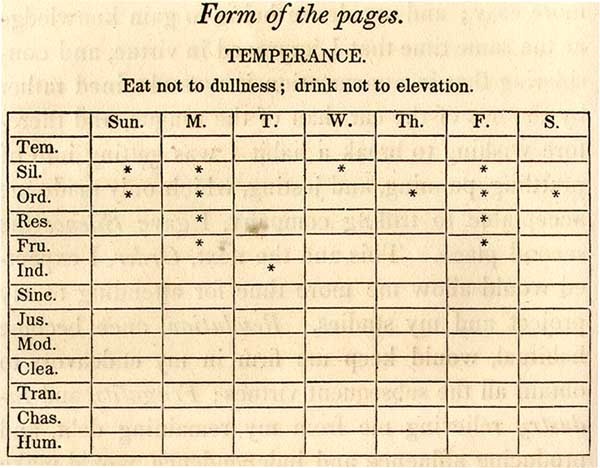 Form of the pages.
TEMPERANCE.
Eat not to dullness; drink not to elevation.
Sun. M. T. W. Th. F. S.
Tem.
Sil. * * * *
Ord. * * * * *
Res. * *
Fru. * *
Ind. *
Sinc.
Jus.
Mod.
Clea.
Tran.
Chas.
Hum.